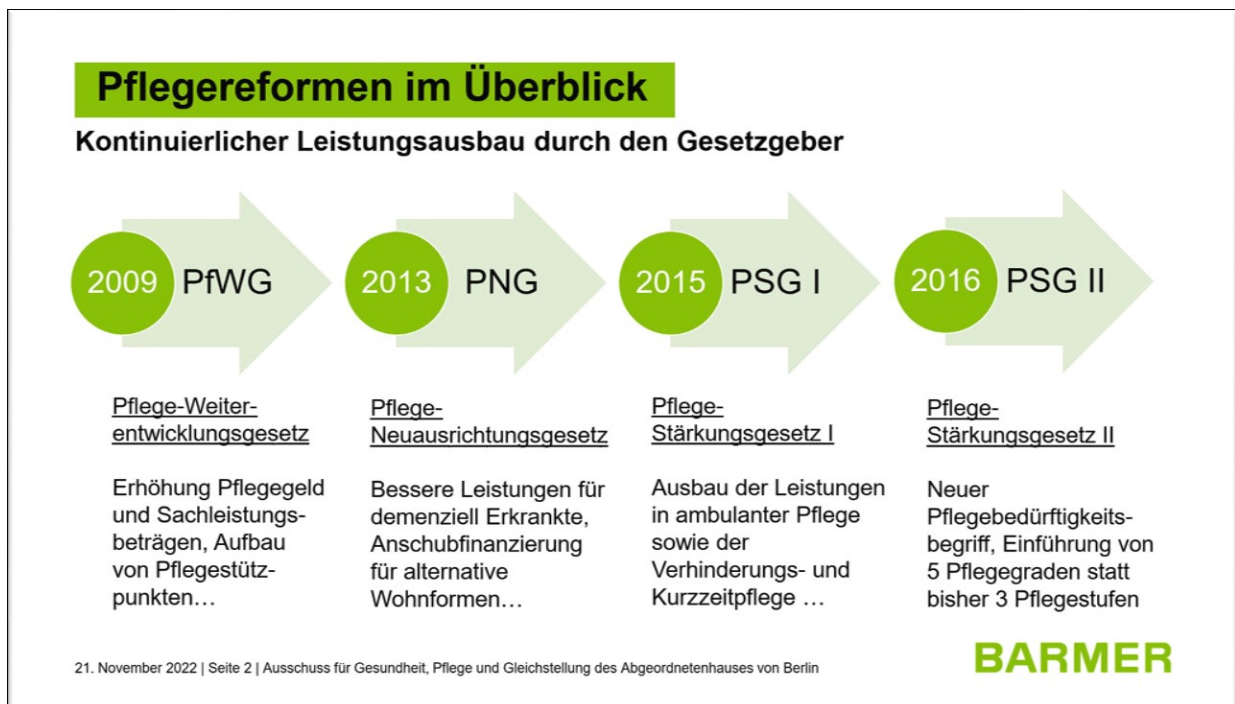 Pflegereformen im Überblick
Kontinuierlicher Leistungsausbau durch den Gesetzgeber
2009 PfWG
2013 PNG
2015 PSG I
2016 PSG II
Pflege-Weiter-
entwicklungsgesetz
Erhöhung Pflegegeld
und Sachleistungs-
beträgen, Aufbau
von Pflegestütz-
punkten…
Pflege-
Neuausrichtungsgesetz
Bessere Leistungen für
demenziell Erkrankte,
Anschubfinanzierung
für alternative
Wohnformen…
Pflege-
Stärkungsgesetz I
Ausbau der Leistungen
in ambulanter Pflege
sowie der
Verhinderungs- und
Kurzzeitpflege …
Pflege-
Stärkungsgesetz II
Neuer
Pflegebedürftigkeits-
begriff, Einführung von
5 Pflegegraden statt
bisher 3 Pflegestufen
21. November 2022 | Seite 2 | Ausschuss für Gesundheit, Pflege und Gleichstellung des Abgeordnetenhauses von Berlin
BARMER